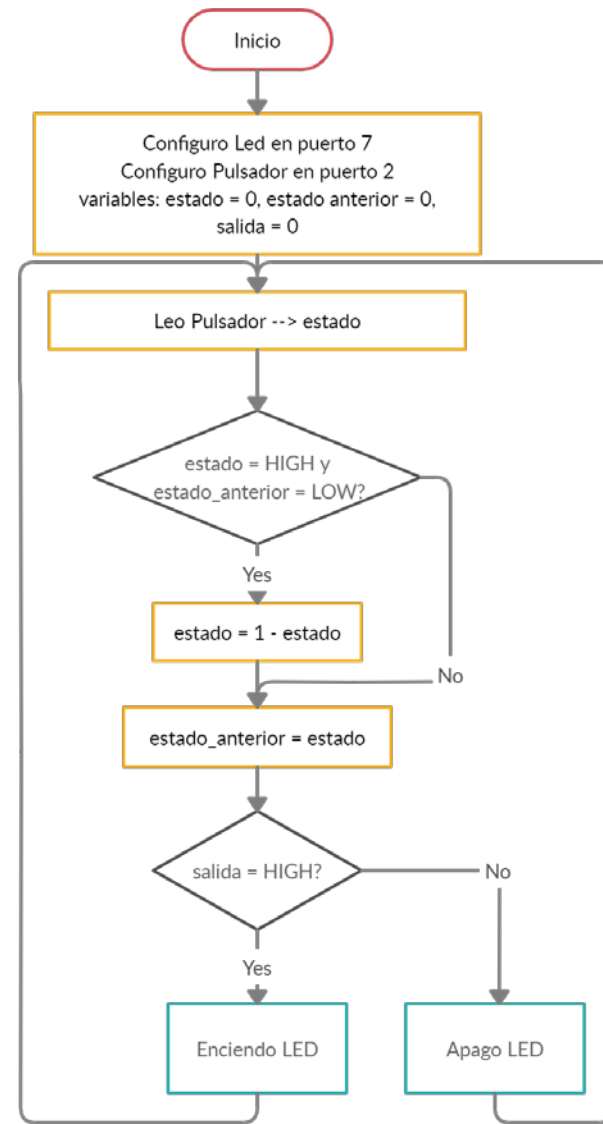 Inicio
Configuro Led en puerto 7
Configuro Pulsador en puerto 2
variables: estado = 0, estado anterior = 0,
salida = 0
Leo Pulsador --> estado
estado = HIGH y
estado_anterior = LOW?
Yes
estado = 1 - estado
No
estado_anterior = estado
salida = HIGH?
No
Yes
Enciendo LED
Apago LED